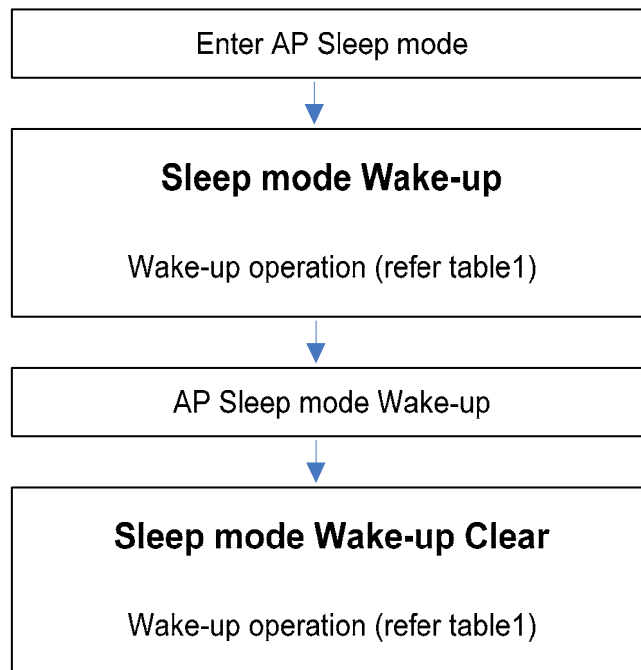 Enter AP Sleep mode
Sleep mode Wake-up
Wake-up operation (refer table1)
AP Sleep mode Wake-up
Sleep mode Wake-up Clear
Wake-up operation (refer table1)